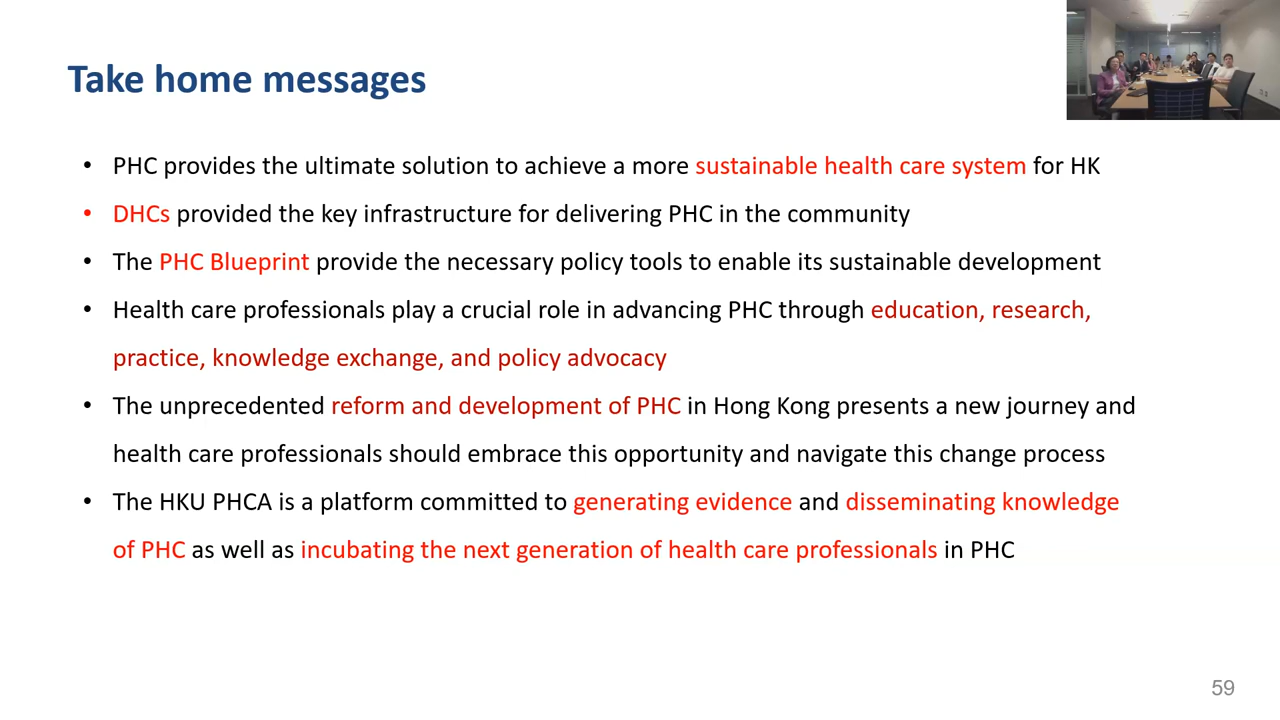 Take home messages
• PHC provides the ultimate solution to achieve a more sustainable health care system for HK
• DHCs provided the key infrastructure for delivering PHC in the community
• The PHC Blueprint provide the necessary policy tools to enable its sustainable development
• Health care professionals play a crucial role in advancing PHC through education, research,
practice, knowledge exchange, and policy advocacy
• The unprecedented reform and development of PHC in Hong Kong presents a new journey and
health care professionals should embrace this opportunity and navigate this change process
• The HKU PHCA is a platform committed to generating evidence and disseminating knowledge
of PHC as well as incubating the next generation of health care professionals in PHC
59